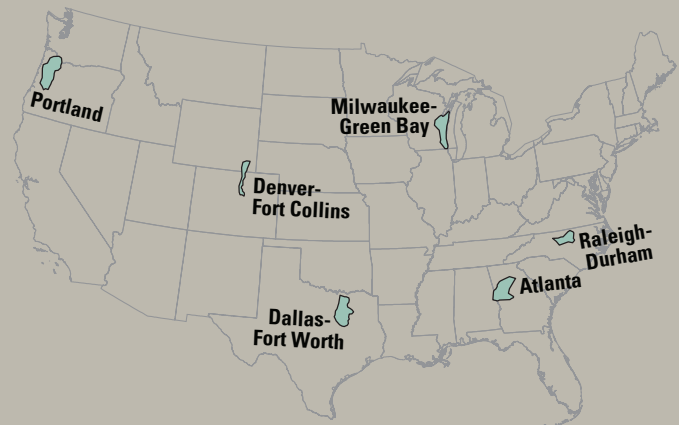 Portland
Milwaukee-
Green Bay
Denver-
Fort Collins
Raleigh-
Durham
Atlanta
Dallas-
Fort Worth